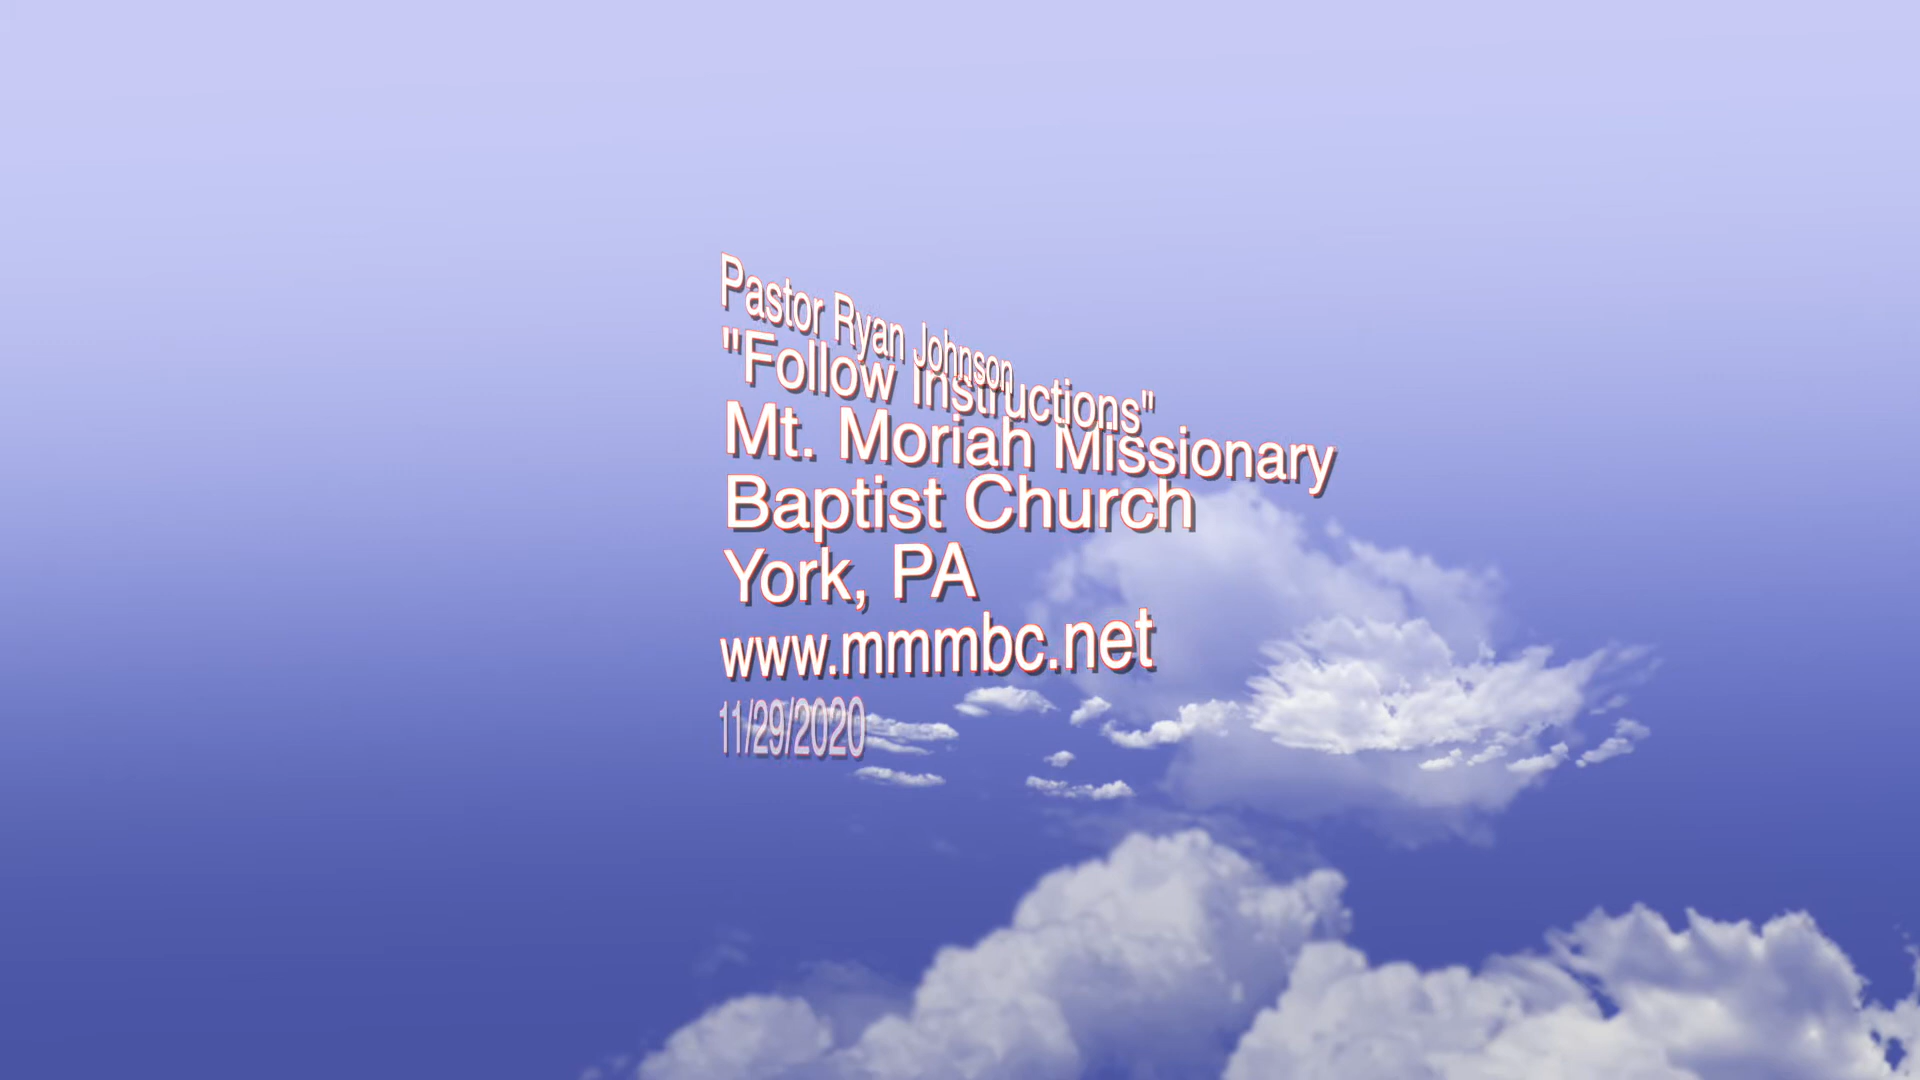 Pastor Ryan Johnson
"Follow Instructions"
Mt. Moriah Missionary
Baptist Church
York, PA
www.mmmbc.net
11/29/2020